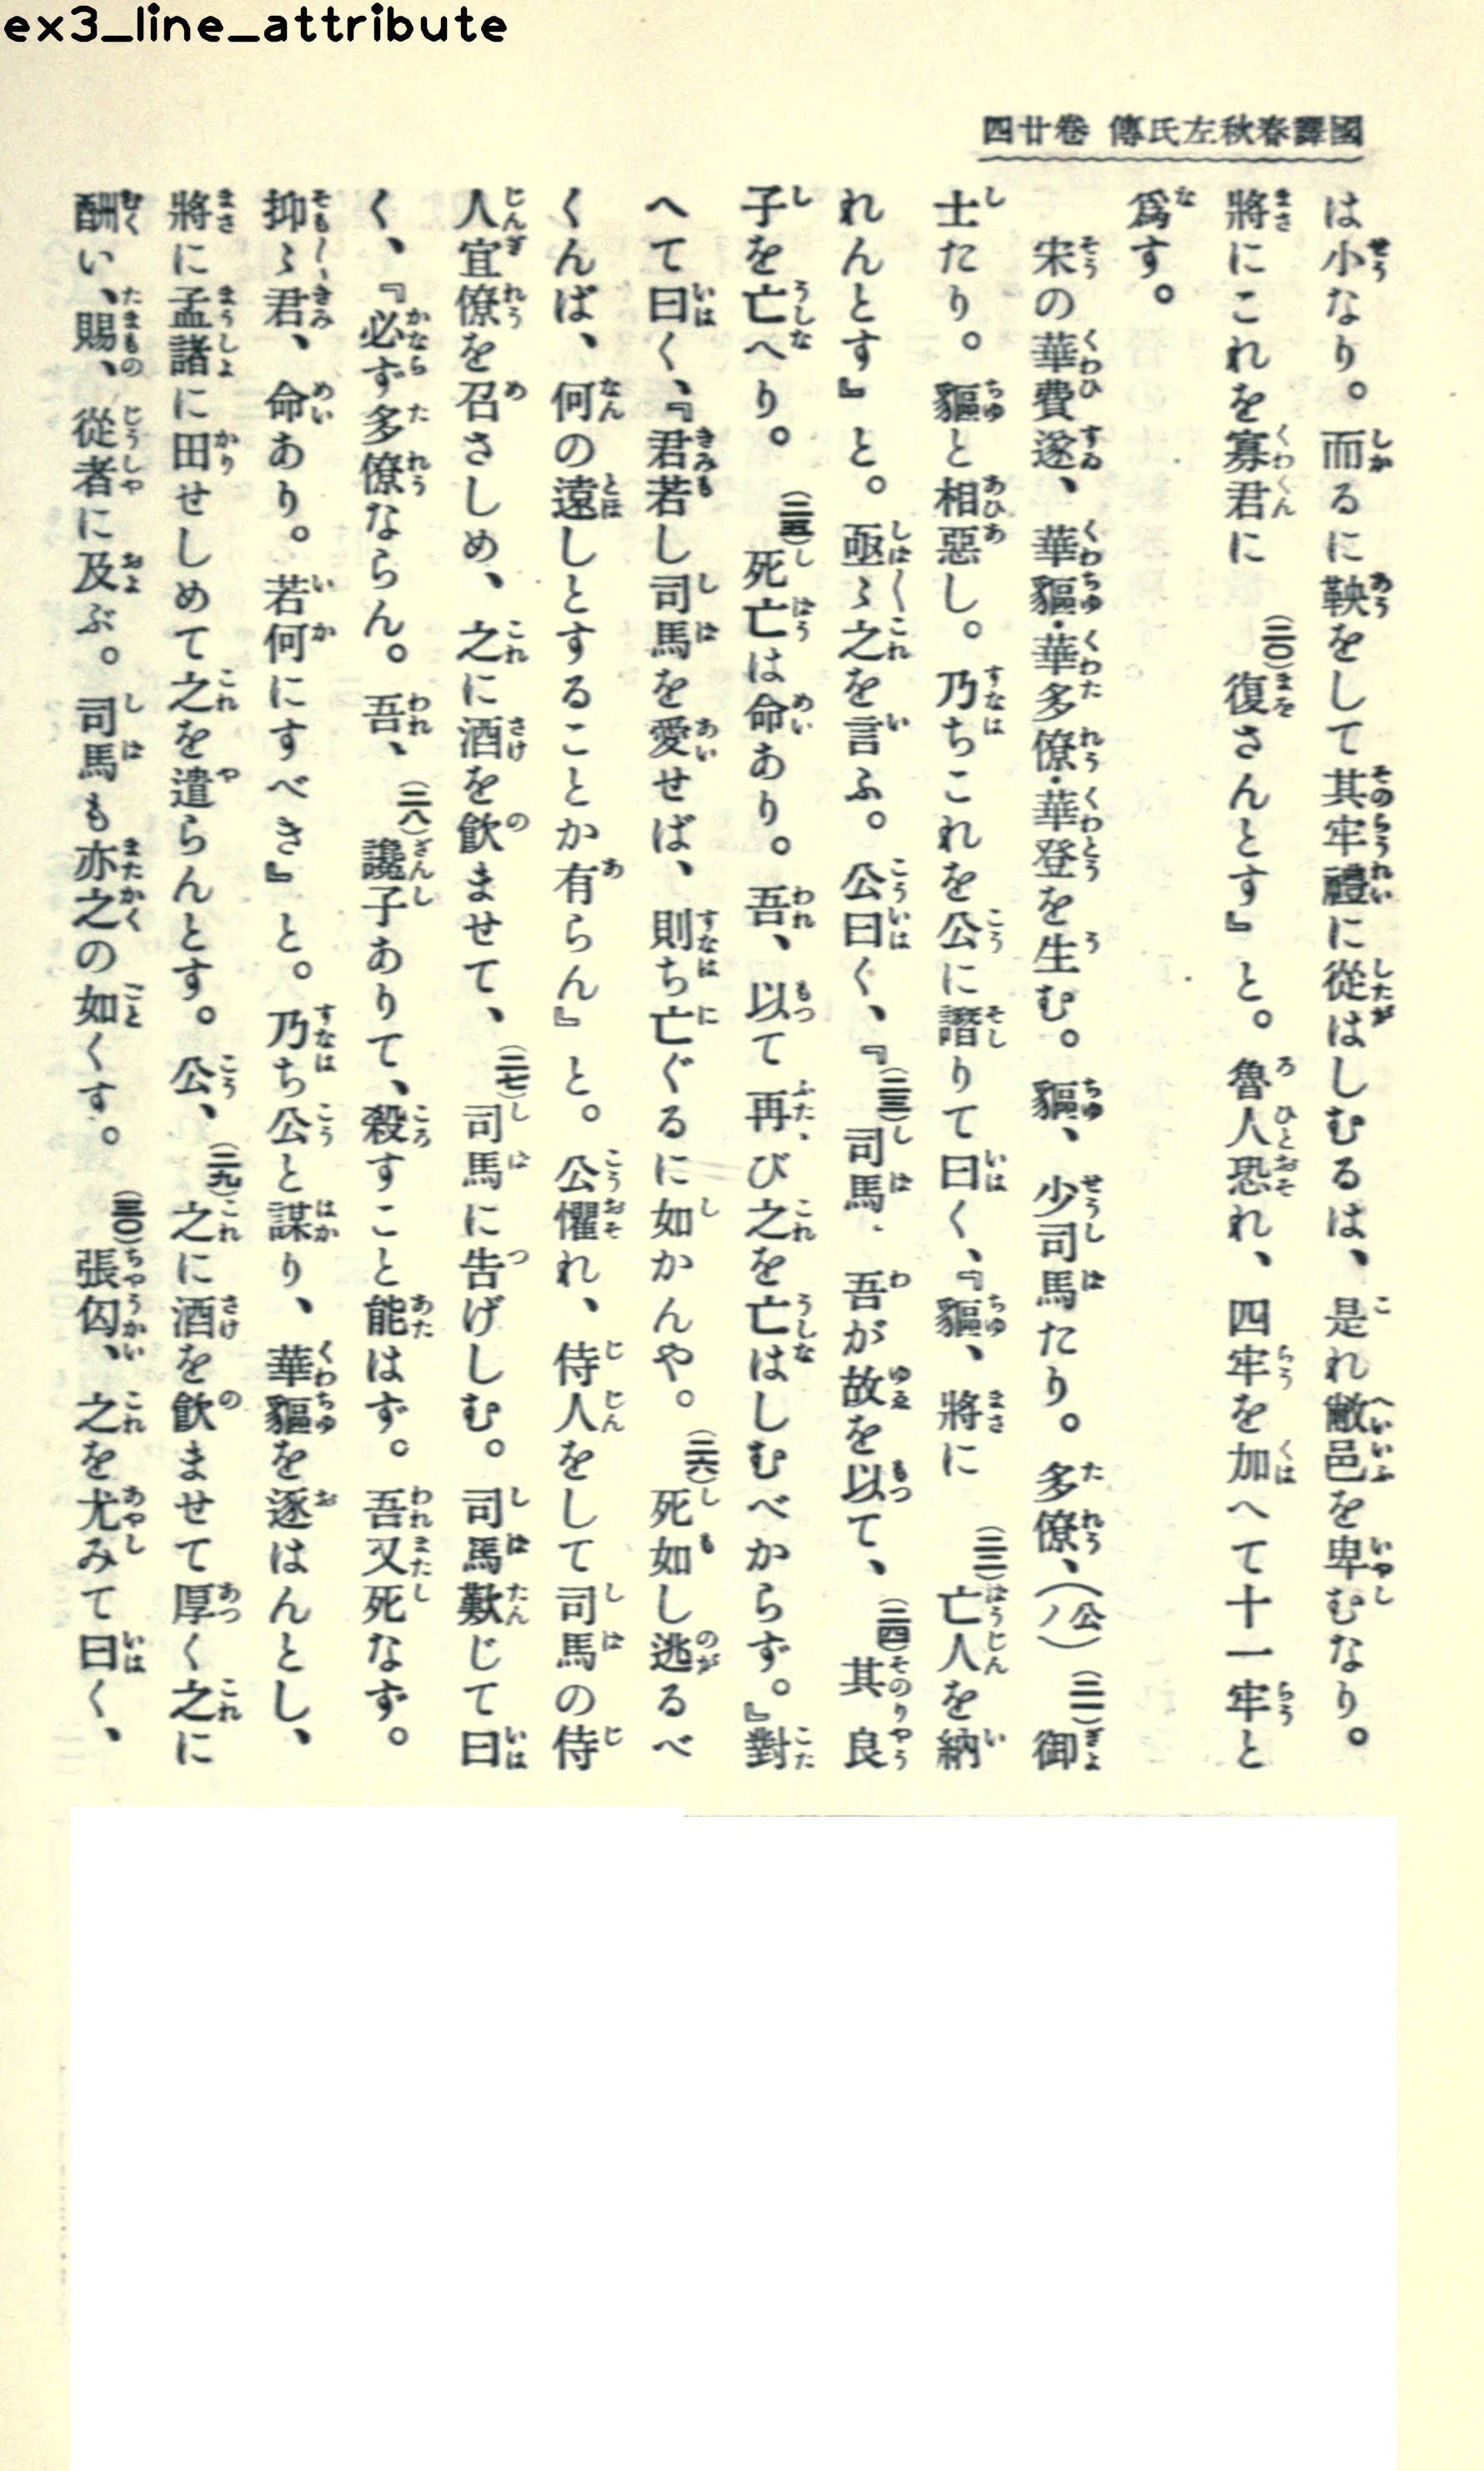 ex3_line_attribute
國譯春秋左氏傳 卷廿四
は小なり。而るに鞅をして其牢禮に從はしむるは、是れ敝邑を卑むなり。
將にこれを寡君に(二〇)復さんとす』と。魯人恐れ、四牢を加へて十一牢と
爲す。
宋の華費遂、華貙・華多僚・華登を生む。貙、少司馬たり。多僚、(公ノ)(二一)御
士たり。貙と相惡し。乃ちこれを公に譖りて曰く、『貙、將に(二二)亡人を納
れんとす』と。亟〻之を言ふ。公曰く、『(二三)司馬、吾が故を以て、(二四)其良
子を亡へり。(二五)死亡は命あり。吾、以て再び之を亡はしむべからず。』對
へて曰く、『君若し司馬を愛せば、則ち亡ぐるに如かんや。(二六)死如し逃るべ
くんば、何の遠しとすることか有らん』と。公懼れ、侍人をして司馬の侍
人宜僚を召さしめ、之に酒を飮ませて、(二七)司馬に告げしむ。司馬歎じて曰
く、『必ず多僚ならん。吾、(二八)讒子ありて、殺すこと能はず。吾又死なず。
抑〻君、命あり。若何にすべき』と。乃ち公と謀り、華貙を逐はんとし、
將に孟諸に田せしめて之を遣らんとす。公、(二九)之に酒を飮ませて厚く之に
酬い、賜、從者に及ぶ。司馬も亦之の如くす。(三〇)張匄、之を尤みて曰く、